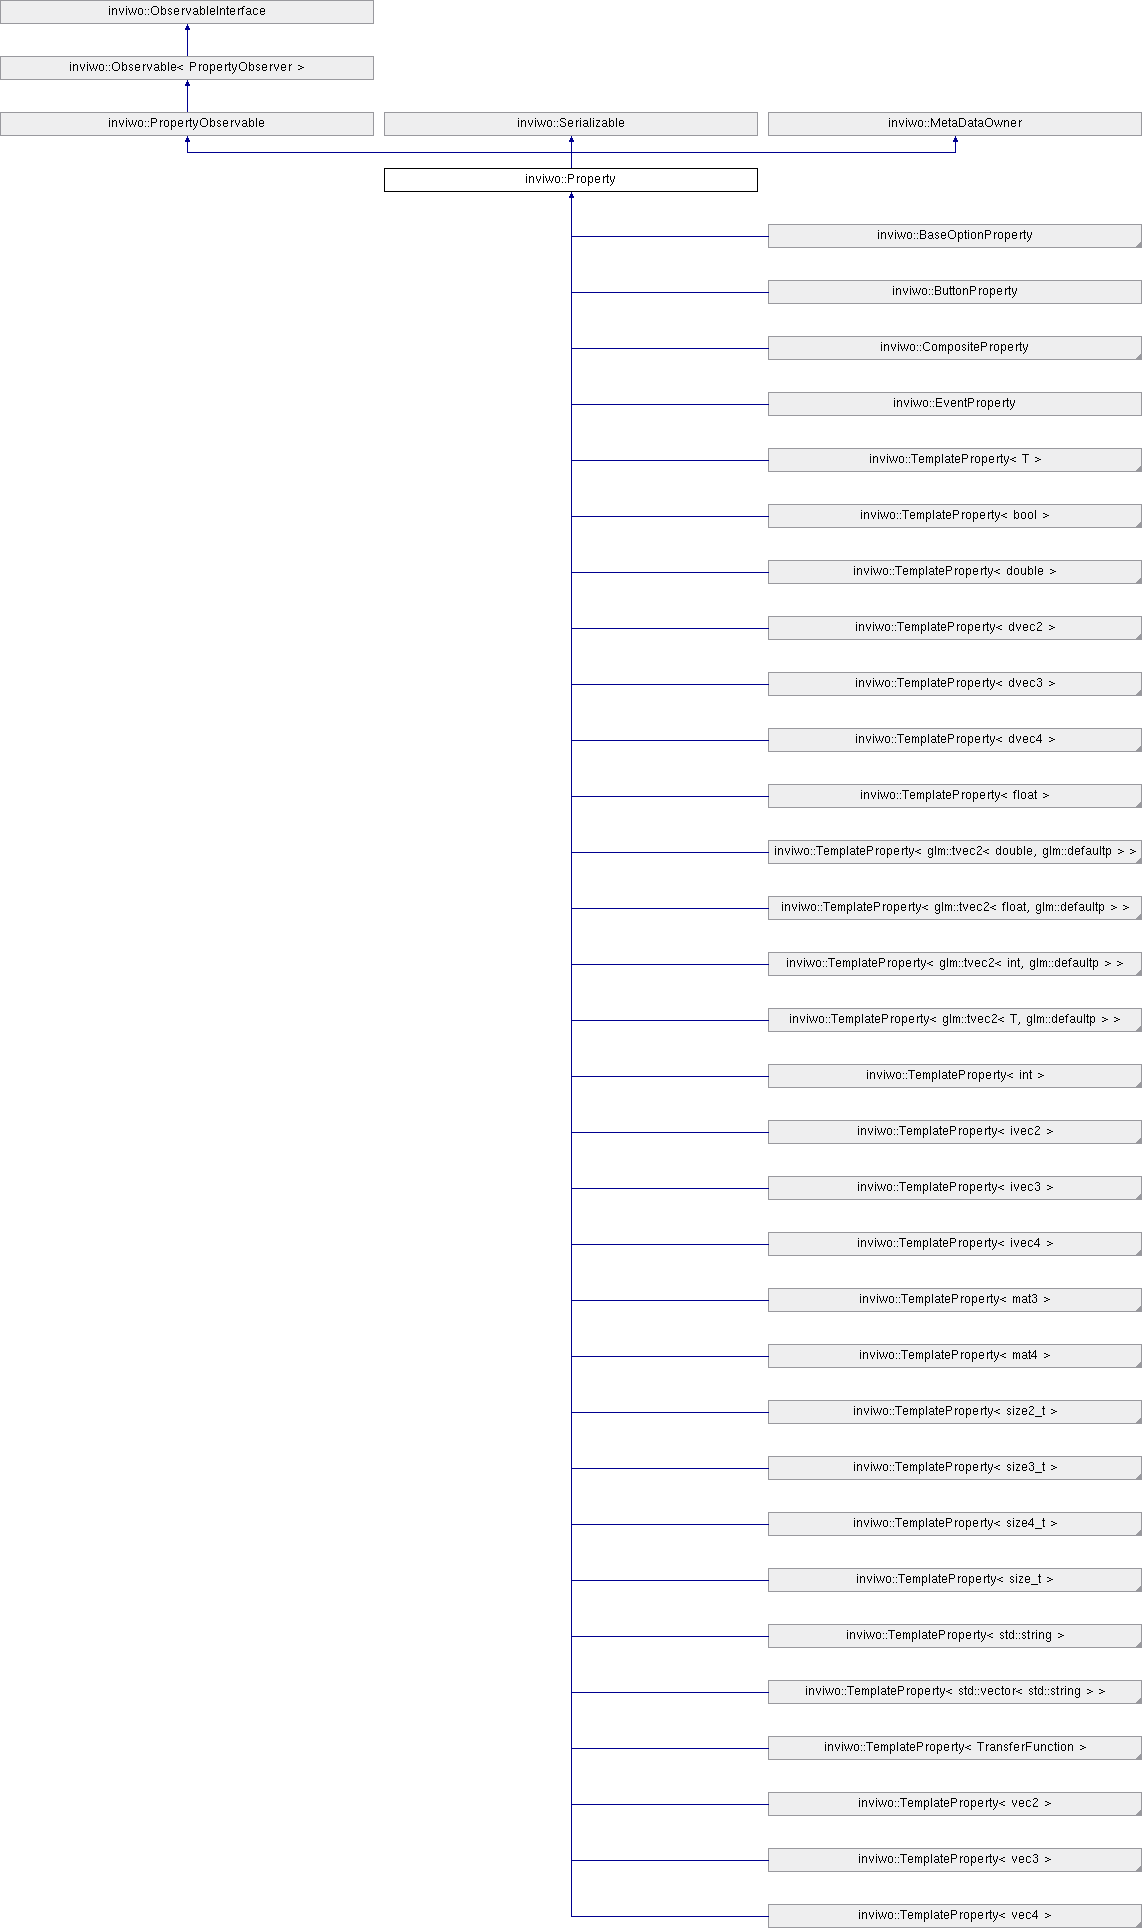 inviwo::ObservableInterface
inviwo::Observable< PropertyObserver >
inviwo::PropertyObservable
inviwo::Serializable
inviwo::MetaDataOwner
inviwo::Property
inviwo::BaseOptionProperty
inviwo::ButtonProperty
inviwo::CompositeProperty
inviwo::EventProperty
inviwo::TemplateProperty< T >
inviwo::TemplateProperty< bool >
inviwo::TemplateProperty< double >
inviwo::TemplateProperty< dvec2 >
inviwo::TemplateProperty< dvec3 >
inviwo::TemplateProperty< dvec4 >
inviwo::TemplateProperty< float >
inviwo::TemplateProperty< glm::tvec2< double, glm::defaultp > >
inviwo::TemplateProperty< glm::tvec2< float, glm::defaultp > >
inviwo::TemplateProperty< glm::tvec2< int, glm::defaultp > >
inviwo::TemplateProperty< glm::tvec2< T, glm::defaultp > >
inviwo::TemplateProperty< int >
inviwo::TemplateProperty< ivec2 >
inviwo::TemplateProperty< ivec3 >
inviwo::TemplateProperty< ivec4 >
inviwo::TemplateProperty< mat3 >
inviwo::TemplateProperty< mat4 >
inviwo::TemplateProperty< size2_t >
inviwo::TemplateProperty< size3_t >
inviwo::TemplateProperty< size4_t >
inviwo::TemplateProperty< size_t >
inviwo::TemplateProperty< std::string >
inviwo::TemplateProperty< std::vector< std::string > >
inviwo::TemplateProperty< TransferFunction >
inviwo::TemplateProperty< vec2 >
inviwo::TemplateProperty< vec3 >
inviwo::TemplateProperty< vec4 >